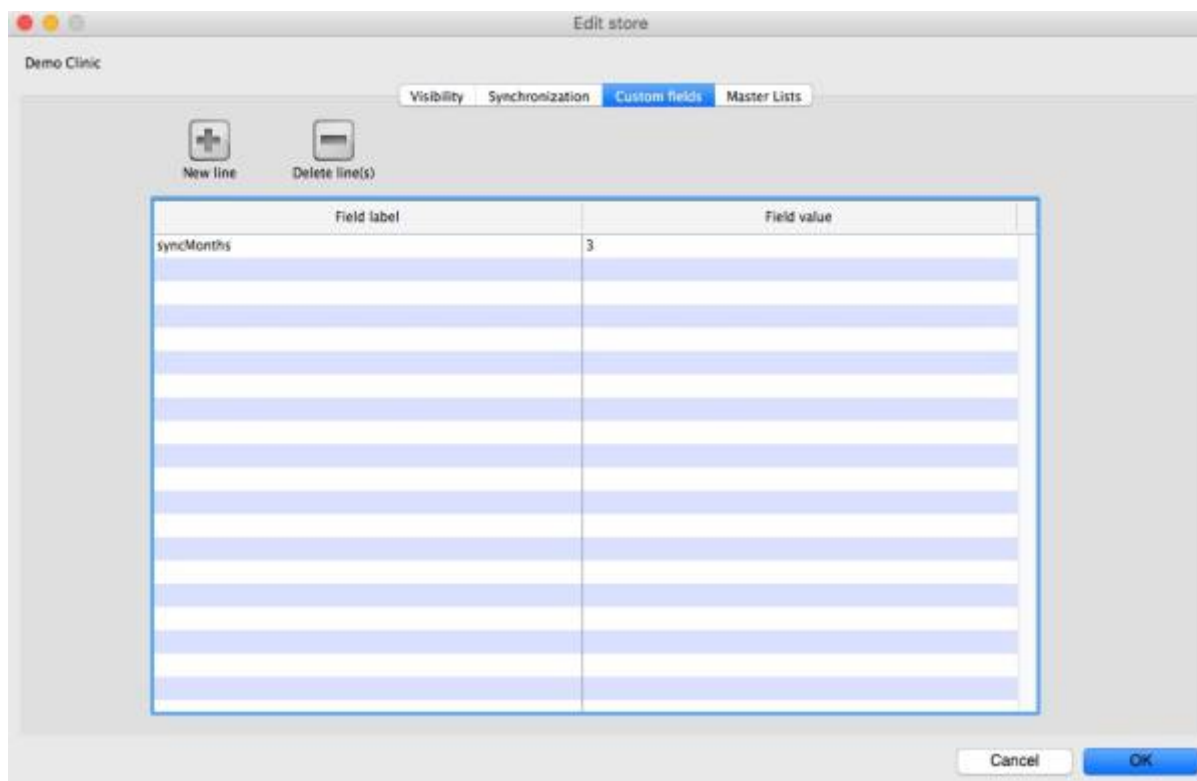 Edit store
Demo Clinic
Visibility Synchronization Custom fields Master Lists
New line Delete line(s)
Field label Field value
syncMonths 3
Cancel OK